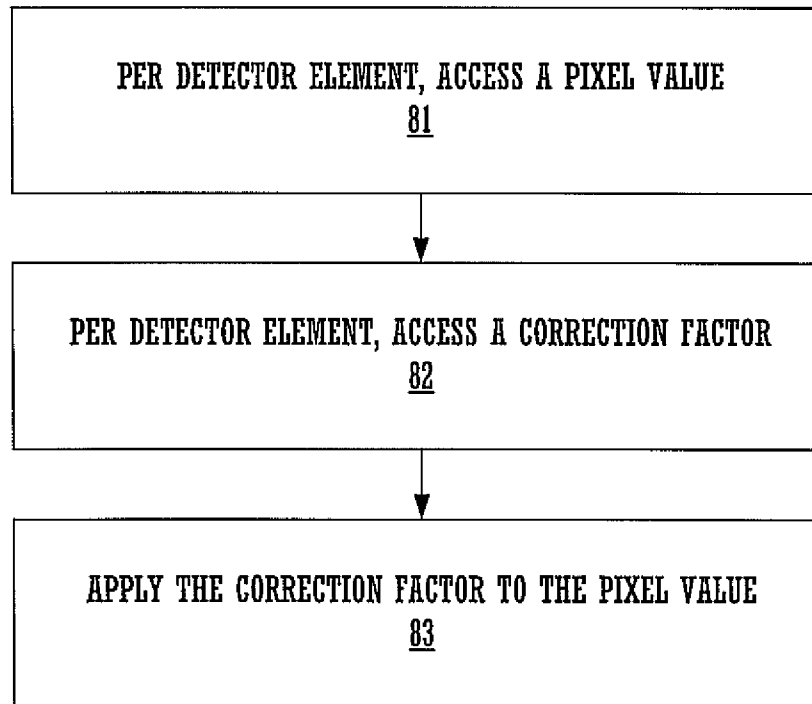 PER DETECTOR ELEMENT, ACCESS A PIXEL VALUE
81
PER DETECTOR ELEMENT, ACCESS A CORRECTION FACTOR
82
APPLY THE CORRECTION FACTOR TO THE PIXEL VALUE
83